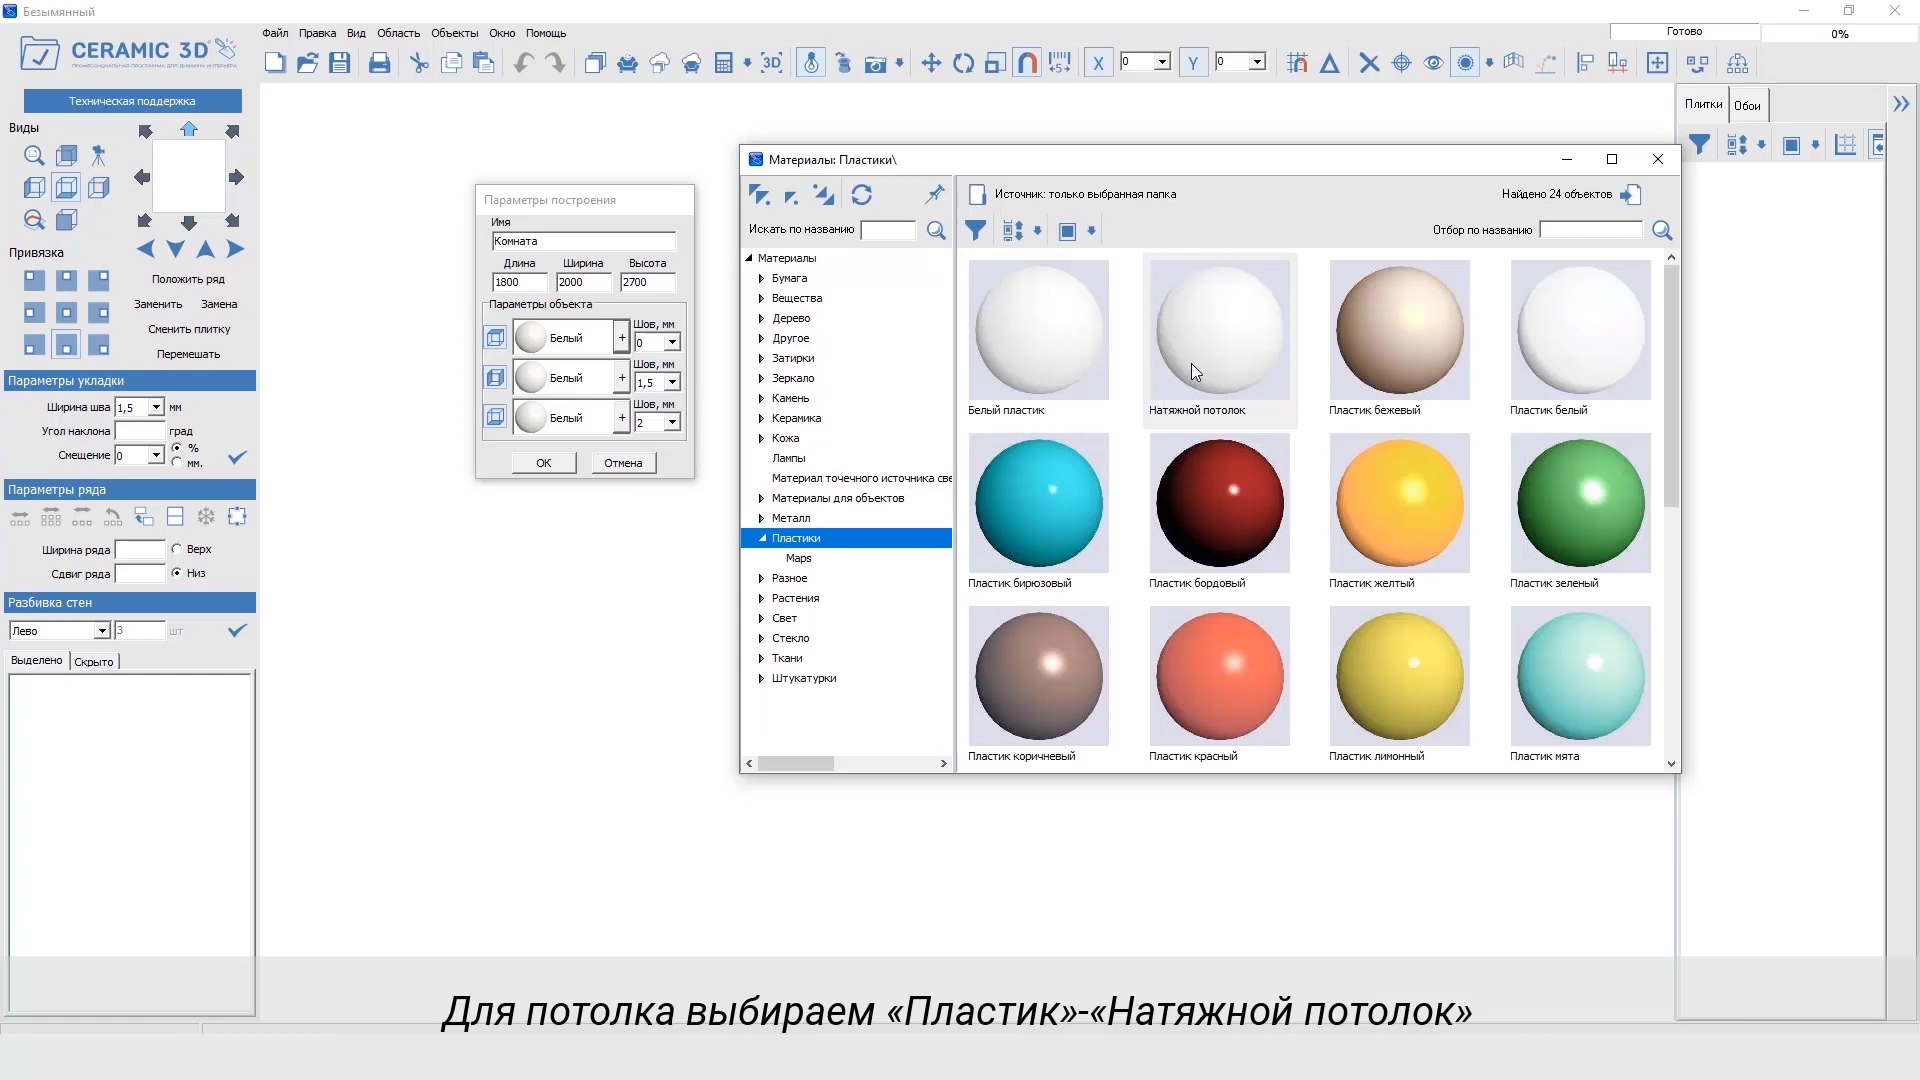 Безымянный
CERAMIC 3D
Техническая поддержка
Виды
Привязка
Положить ряд
Заменить Замена
Сменить плитку
Перемешать
Параметры укладки
Ширина шва 1,5 мм
Угол наклона град
Смещение 0 % мм.
Параметры ряда
Ширина ряда Верх
Сдвиг ряда Низ
Разбивка стен
Лево 3 шт
Выделено Скрыто
Файл Правка Вид Область Объекты Окно Помощь
Готово 0%
3D 5 X 0 Y 0
Плитки Обои
Параметры построения
Имя
Комната
Длина Ширина Высота
1800 2000 2700
Параметры объекта
Белый + Шов, мм 0
Белый + Шов, мм 1,5
Белый + Шов, мм 2
OK Отмена
Материалы: Пластики\
Искать по названию
Материалы
Бумага
Вещества
Дерево
Другое
Затирки
Зеркало
Камень
Керамика
Кожа
Лампы
Материал точечного источника све
Материалы для объектов
Металл
Пластики
Maps
Разное
Растения
Свет
Стекло
Ткани
Штукатурки
Источник: только выбранная папка Найдено 24 объектов
Отбор по названию
Белый пластик Натяжной потолок Пластик бежевый Пластик белый
Пластик бирюзовый Пластик бордовый Пластик желтый Пластик зеленый
Пластик коричневый Пластик красный Пластик лимонный Пластик мята
Для потолка выбираем «Пластик»-«Натяжной потолок»